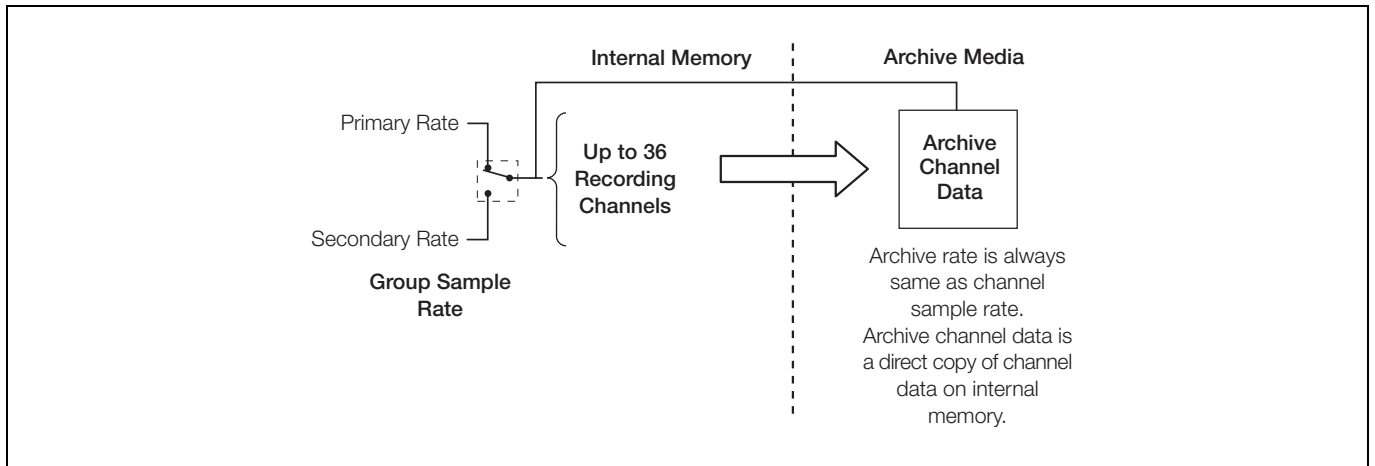 Internal Memory
Archive Media
Primary Rate
Secondary Rate
Group Sample
Rate
Up to 36
Recording
Channels
Archive
Channel
Data
Archive rate is always
same as channel
sample rate.
Archive channel data is
a direct copy of channel
data on internal
memory.